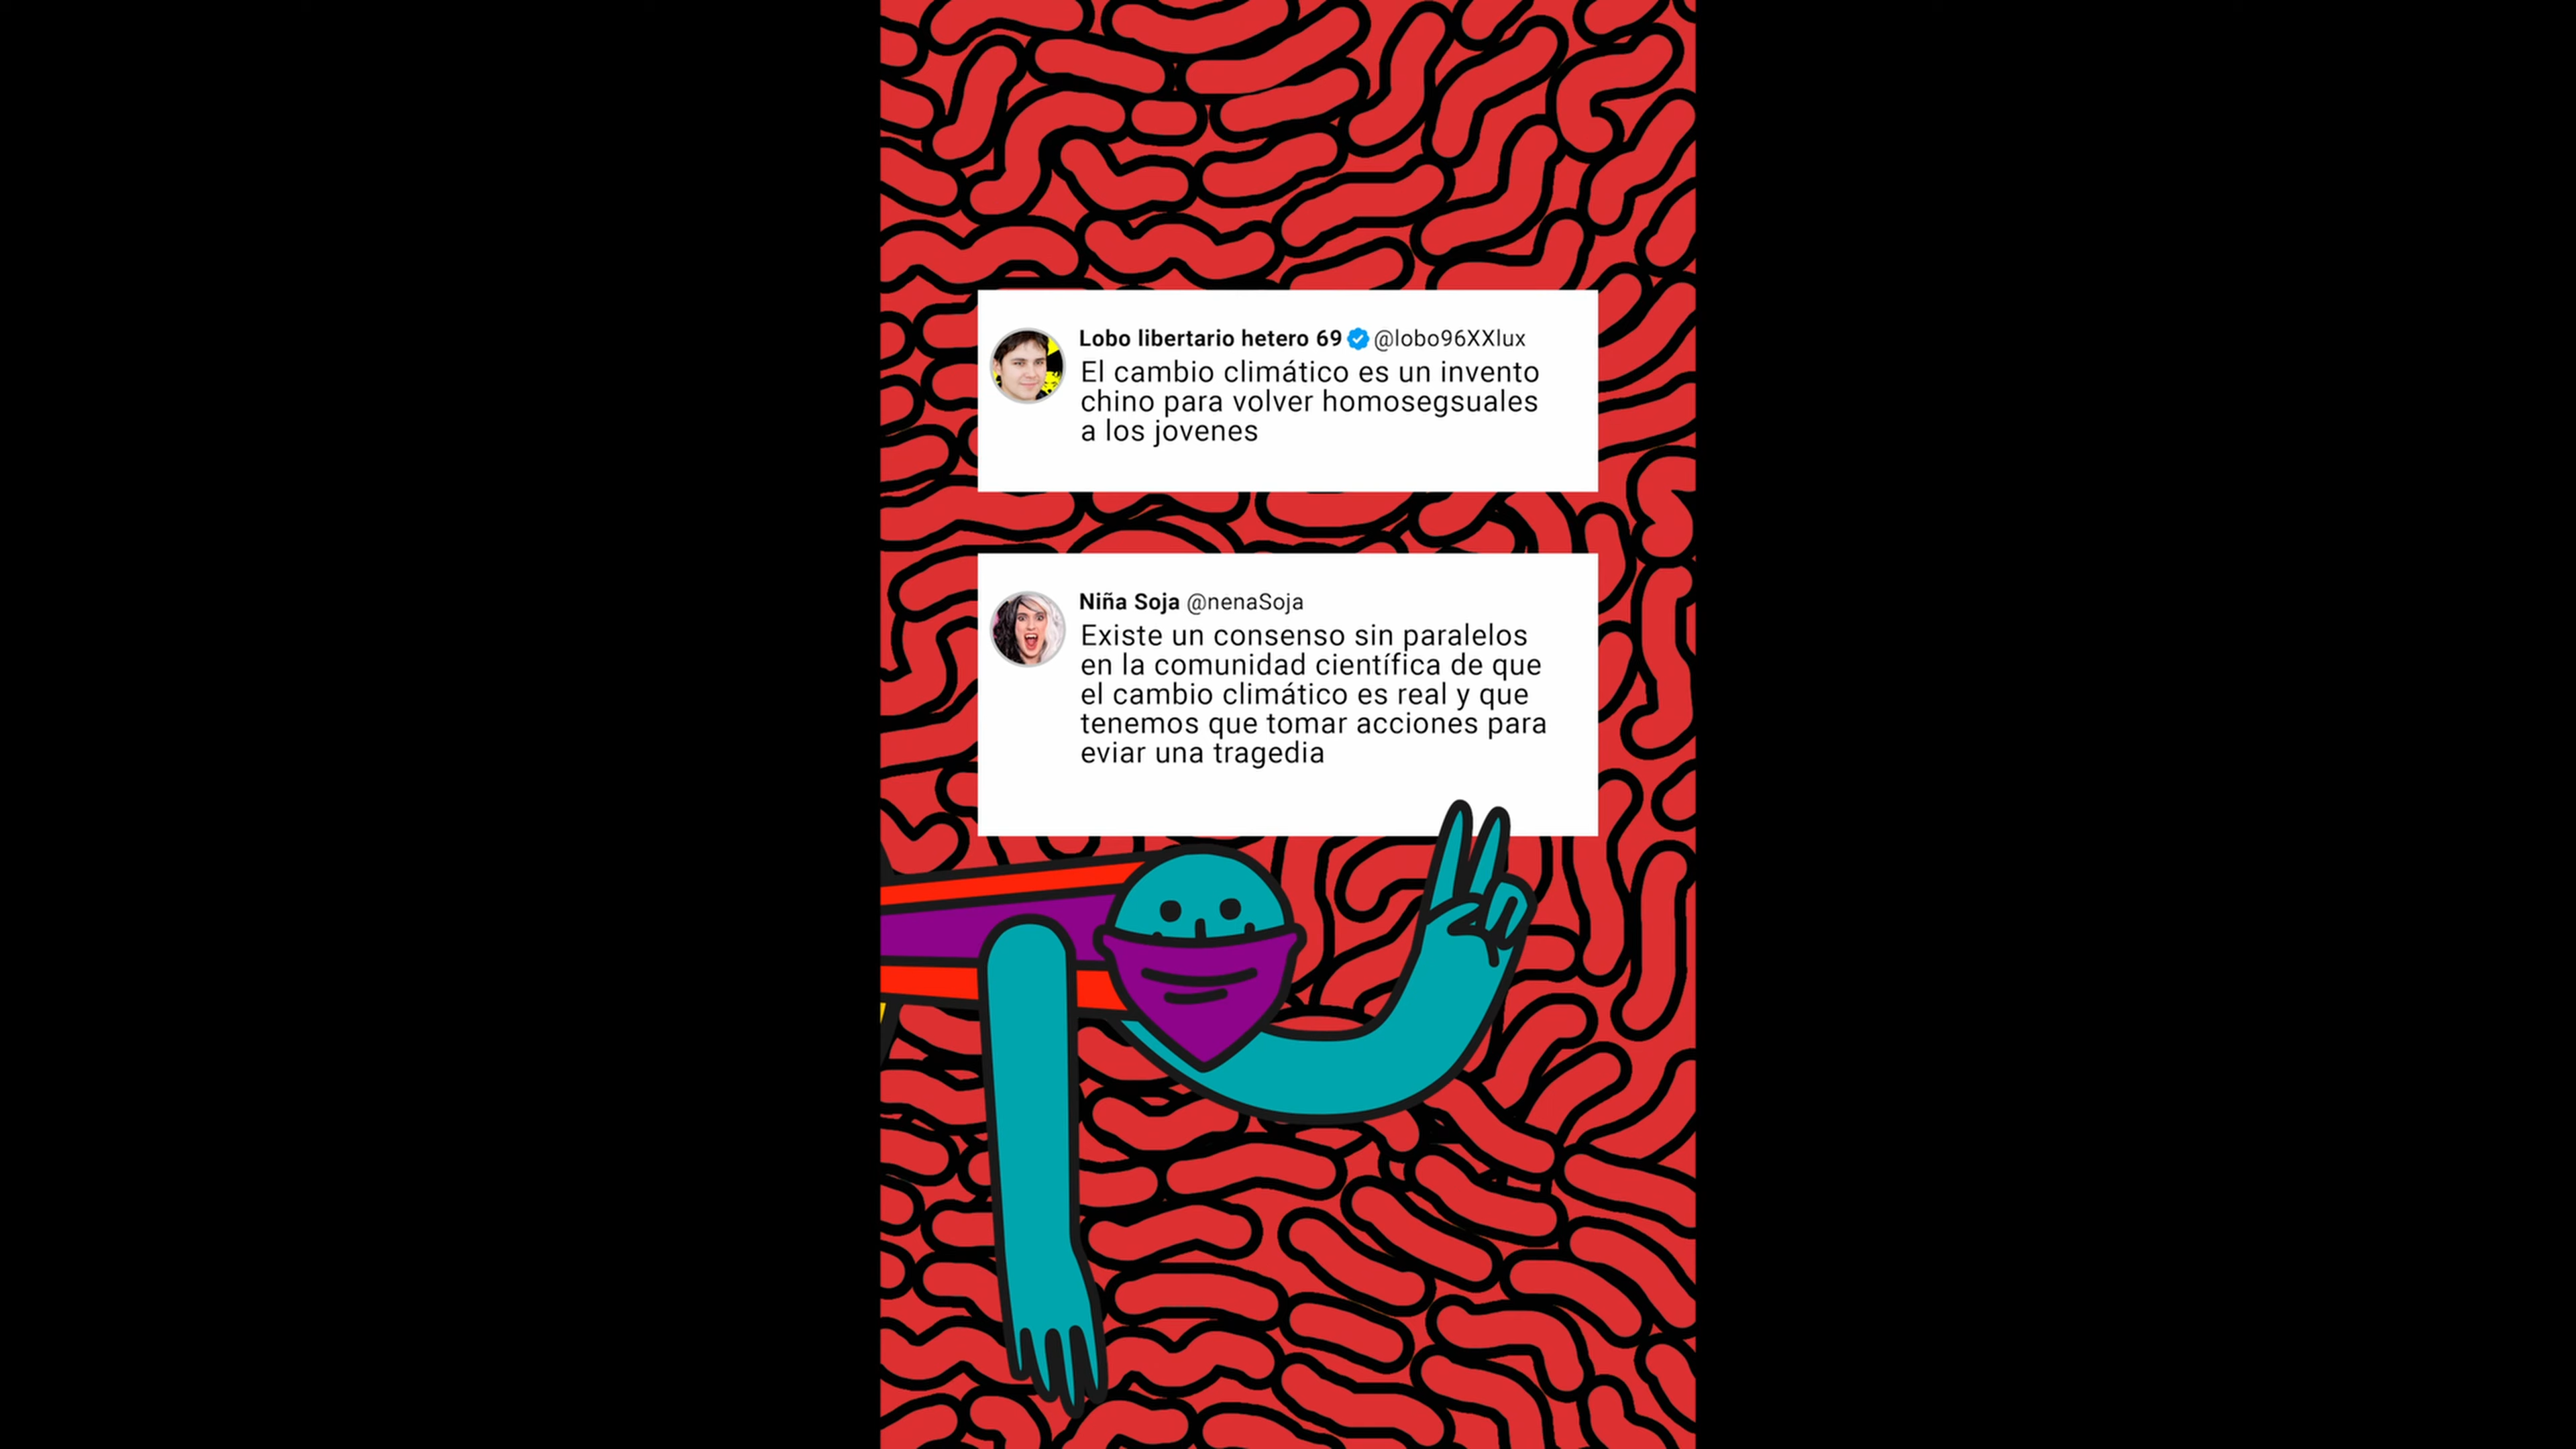 Lobo libertario hetero 69 @lobo96XXlux
El cambio climático es un invento
chino para volver homosegsuales
a los jovenes
Niña Soja @nenaSoja
Existe un consenso sin paralelos
en la comunidad científica de que
el cambio climático es real y que
tenemos que tomar acciones para
eviar una tragedia